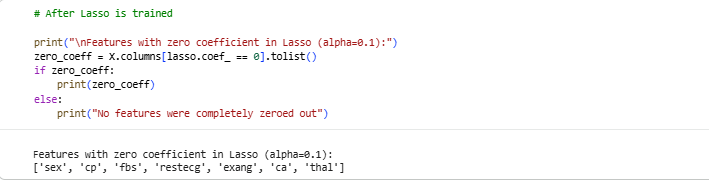 # After Lasso is trained
print("\nFeatures with zero coefficient in Lasso (alpha=0.1):")
zero_coeff = X.columns[lasso.coef_ == 0].tolist()
if zero_coeff:
    print(zero_coeff)
else:
    print("No features were completely zeroed out")
Features with zero coefficient in Lasso (alpha=0.1):
['sex', 'cp', 'fbs', 'restecg', 'exang', 'ca', 'thal']